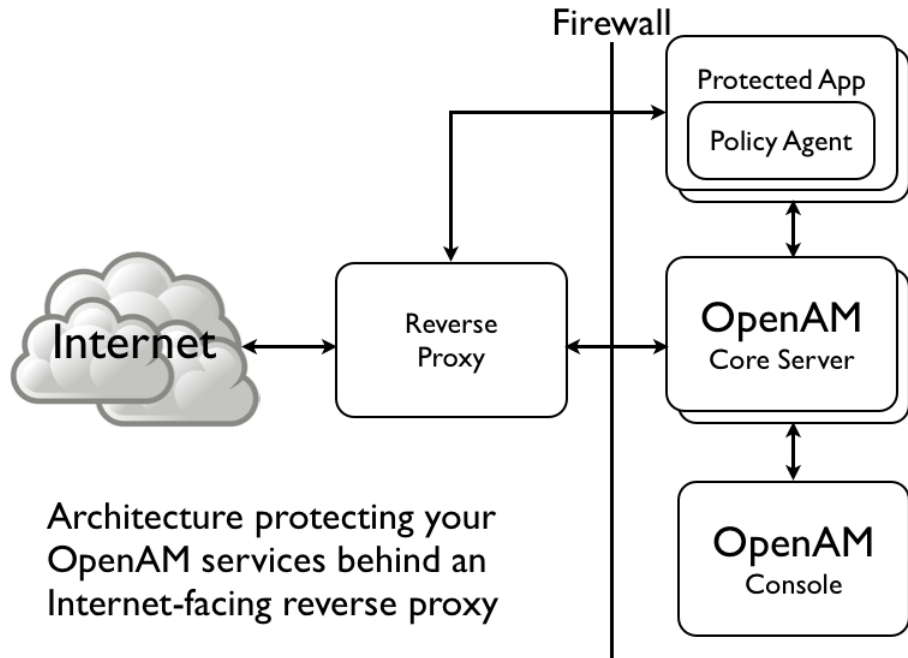 Firewall
Protected App
Policy Agent
Internet
Reverse
Proxy
OpenAM
Core Server
OpenAM
Console
Architecture protecting your
OpenAM services behind an
Internet-facing reverse proxy